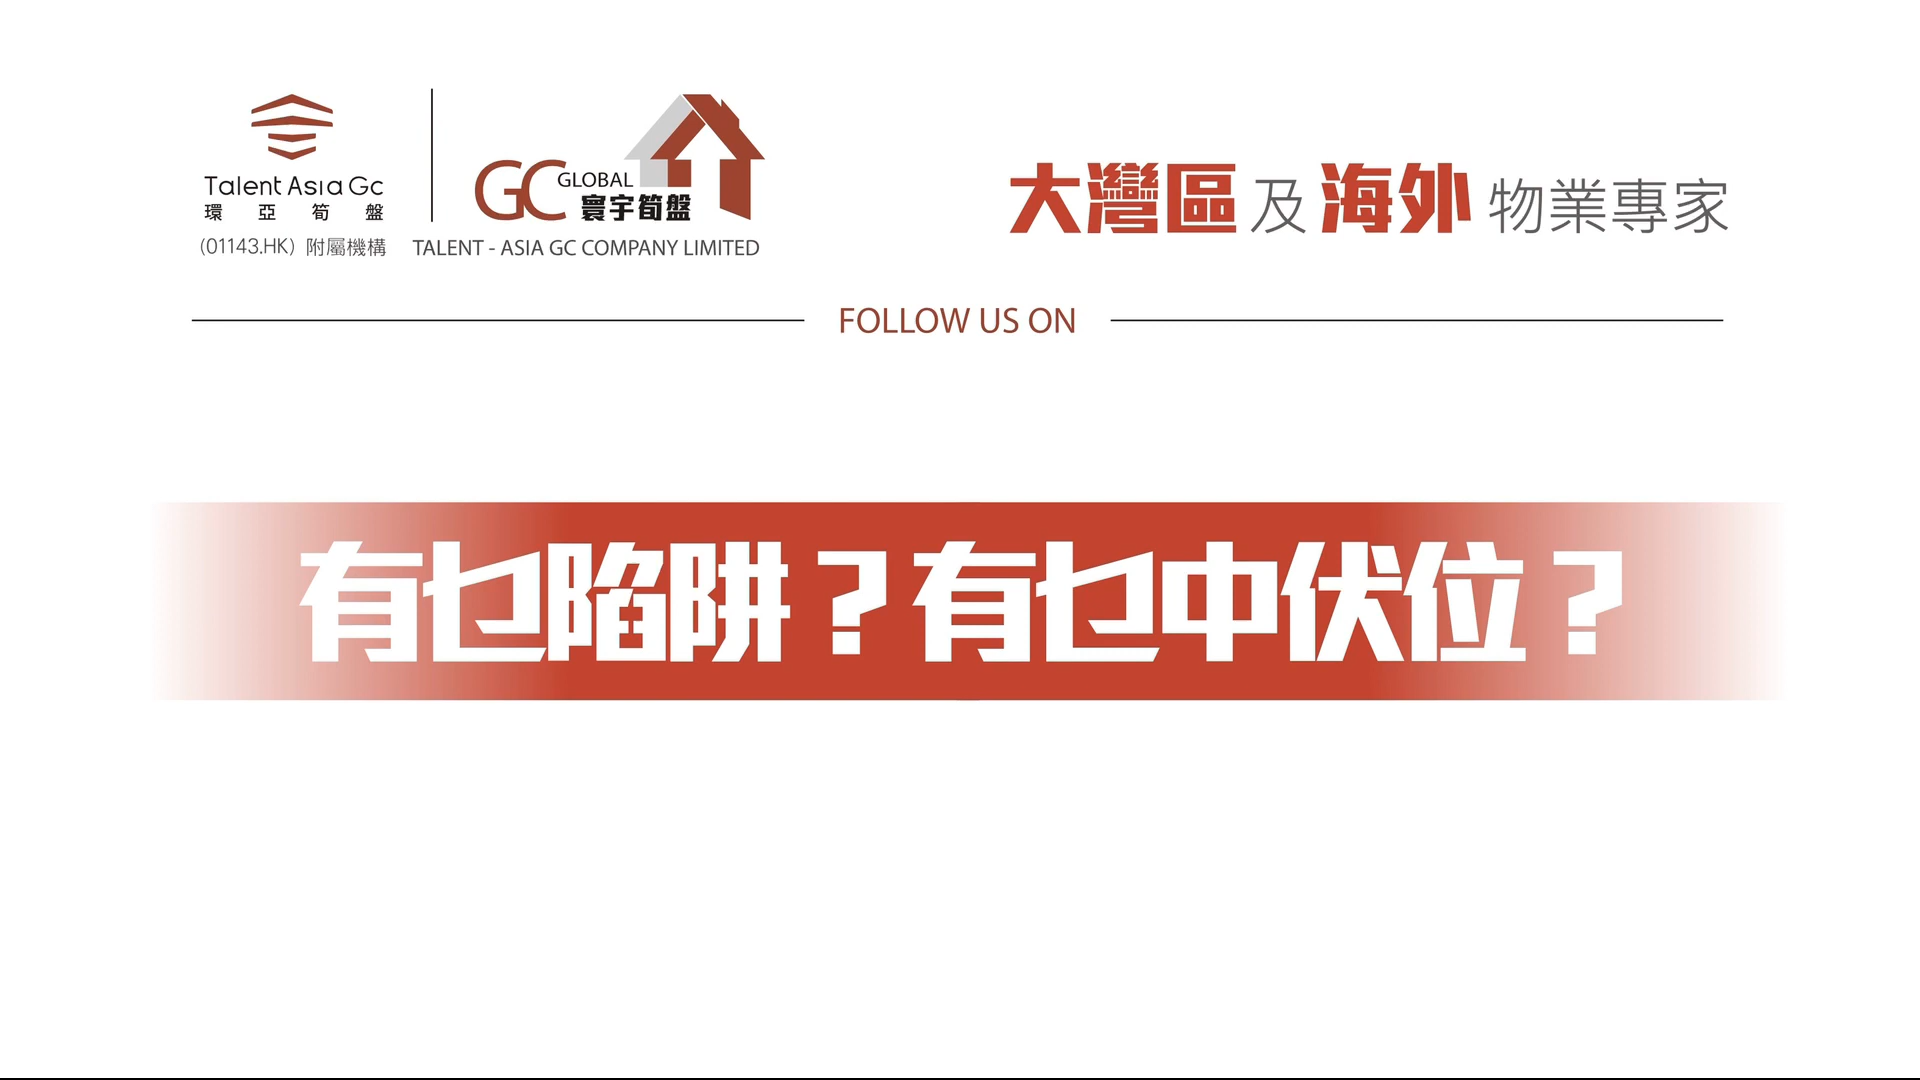 Talent Asia Gc
環亞筍盤
(01143.HK) 附屬機構
GC GLOBAL
寰宇筍盤
TALENT - ASIA GC COMPANY LIMITED
大灣區及海外物業專家
FOLLOW US ON
有乜陷阱？有乜中伏位？